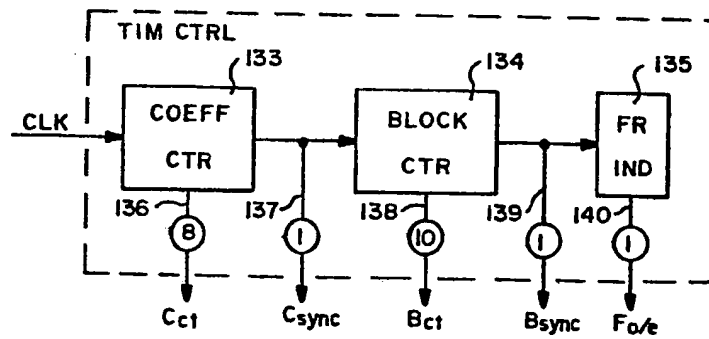 TIM CTRL
133
134
135
CLK
COEFF
CTR
BLOCK
CTR
FR
IND
136
137
138
139
140
8
1
10
1
1
Cct
Csync
Bct
Bsync
Fo/e